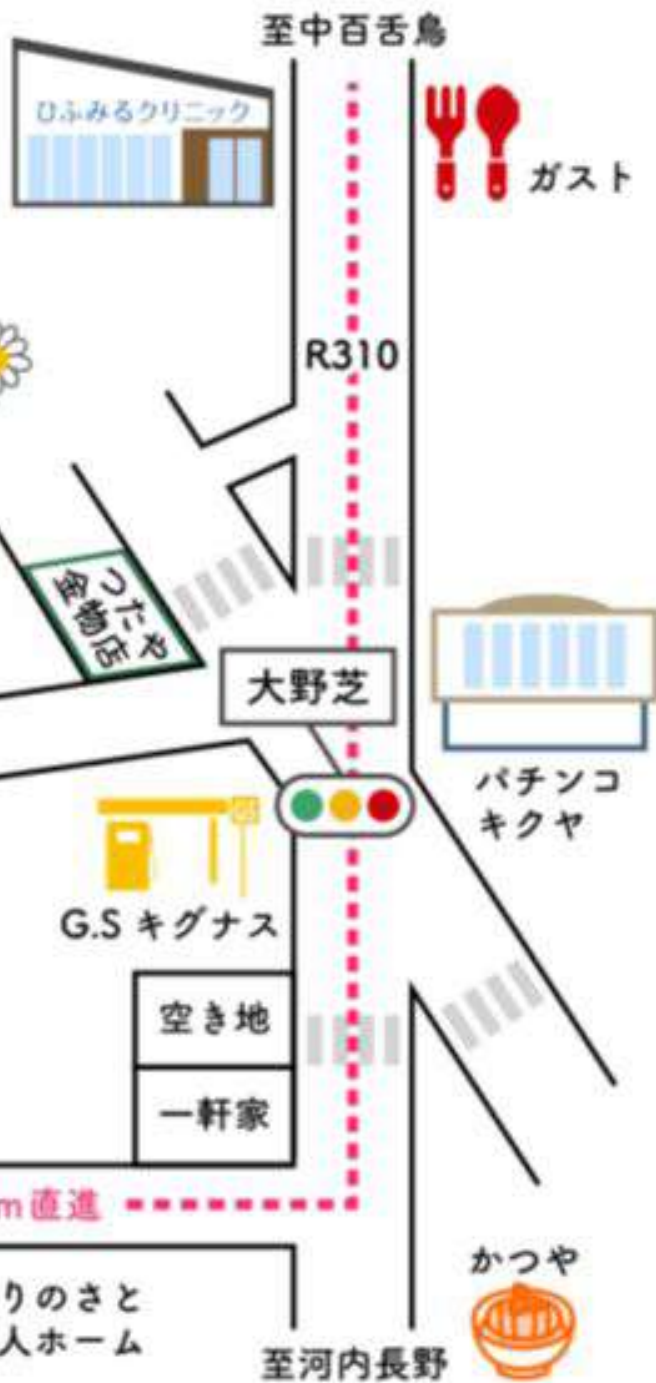 至中百舌鳥
ひふみるクリニック
ガスト
R310
つたや
金物店
大野芝
パチンコ
キクヤ
G.S キグナス
空き地
一軒家
m直進
かつや
りのさと
人ホーム
至河内長野